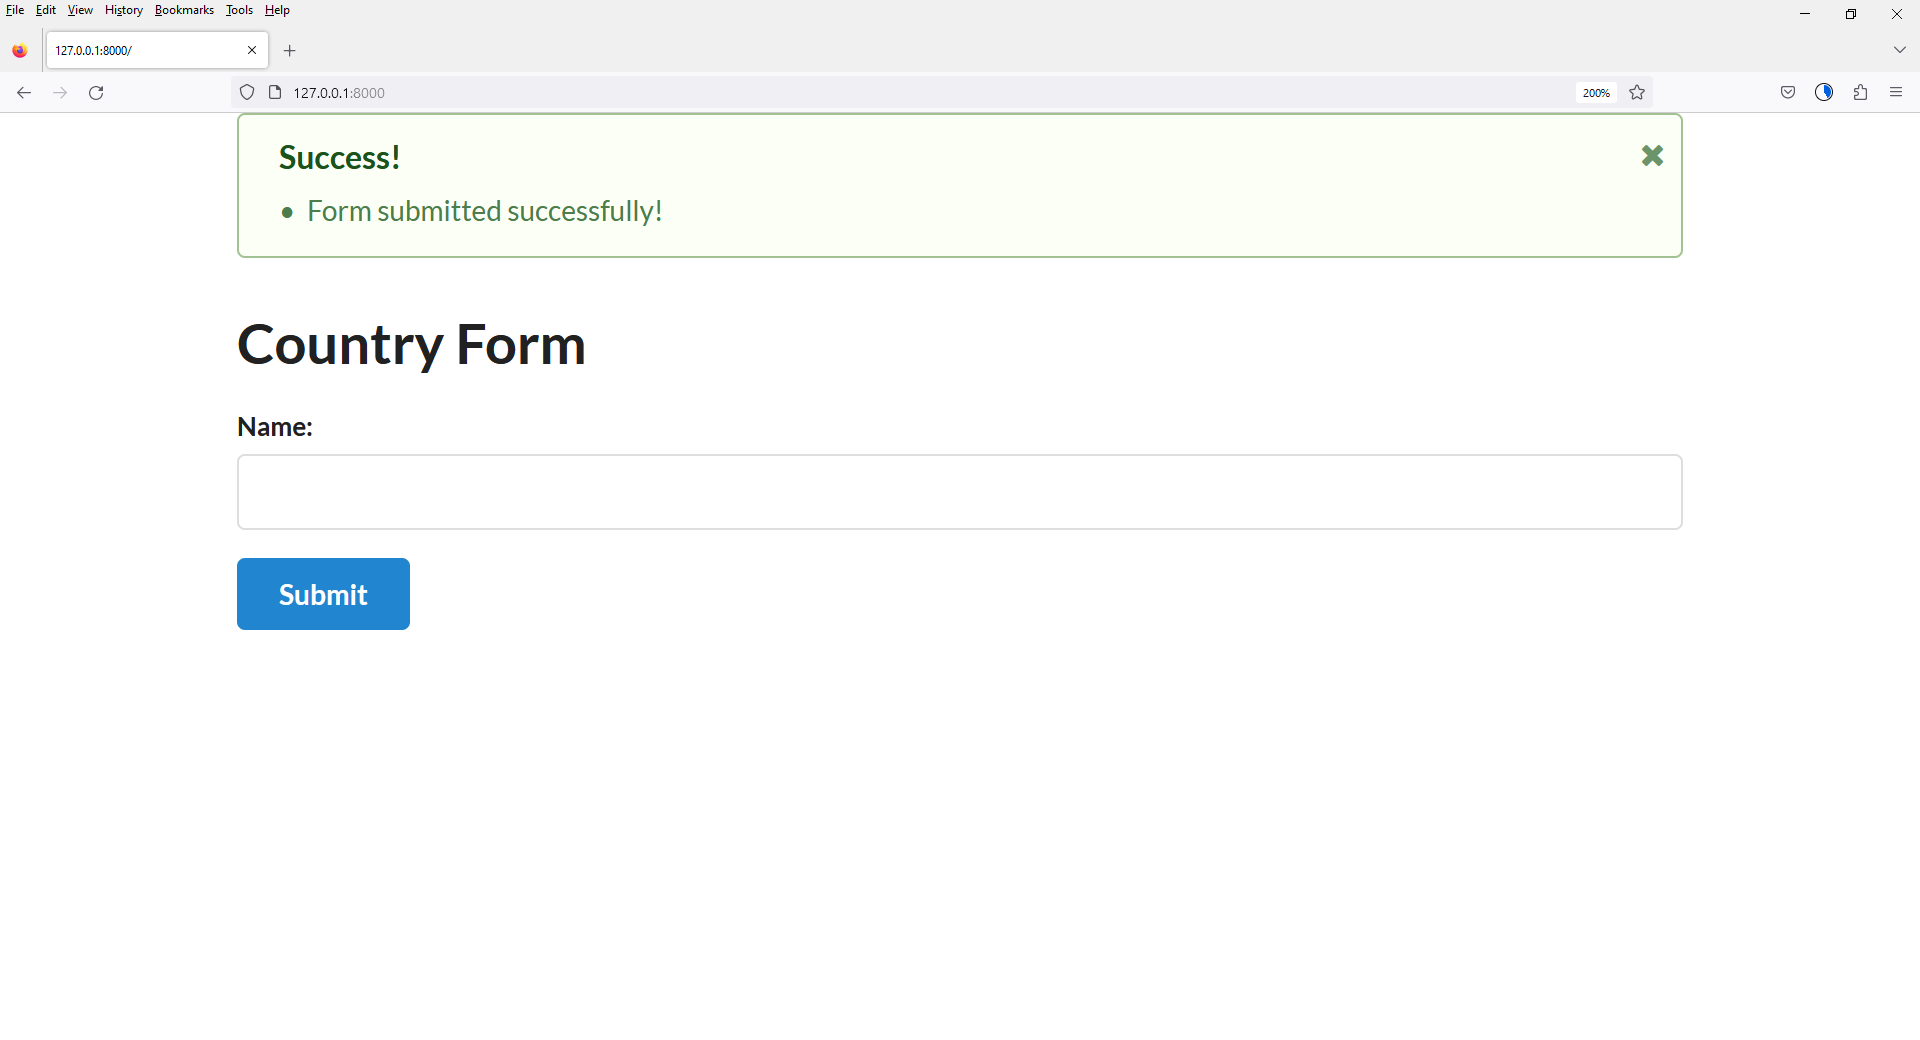 File Edit View History Bookmarks Tools Help
127.0.0.1:8000/
127.0.0.1:8000 200%
Success!
• Form submitted successfully!
Country Form
Name:
Submit